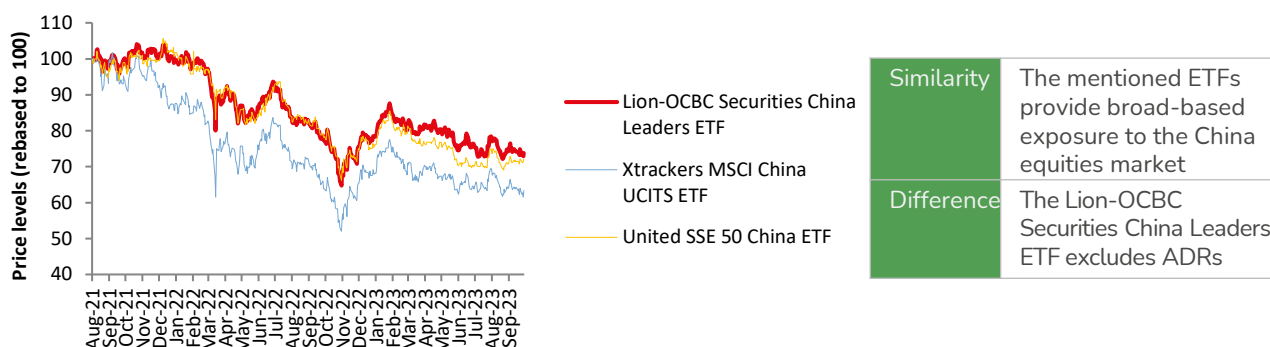 Price levels (rebased to 100)
110
100
90
80
70
60
50
40
Aug-21
Sep-21
Oct-21
Nov-21
Dec-21
Jan-22
Feb-22
Mar-22
Apr-22
May-22
Jun-22
Jul-22
Aug-22
Sep-22
Oct-22
Nov-22
Dec-22
Jan-23
Feb-23
Mar-23
Apr-23
May-23
Jun-23
Jul-23
Aug-23
Sep-23
Lion-OCBC Securities China
Leaders ETF
Xtrackers MSCI China
UCITS ETF
United SSE 50 China ETF
Similarity
The mentioned ETFs
provide broad-based
exposure to the China
equities market
Difference
The Lion-OCBC
Securities China Leaders
ETF excludes ADRs